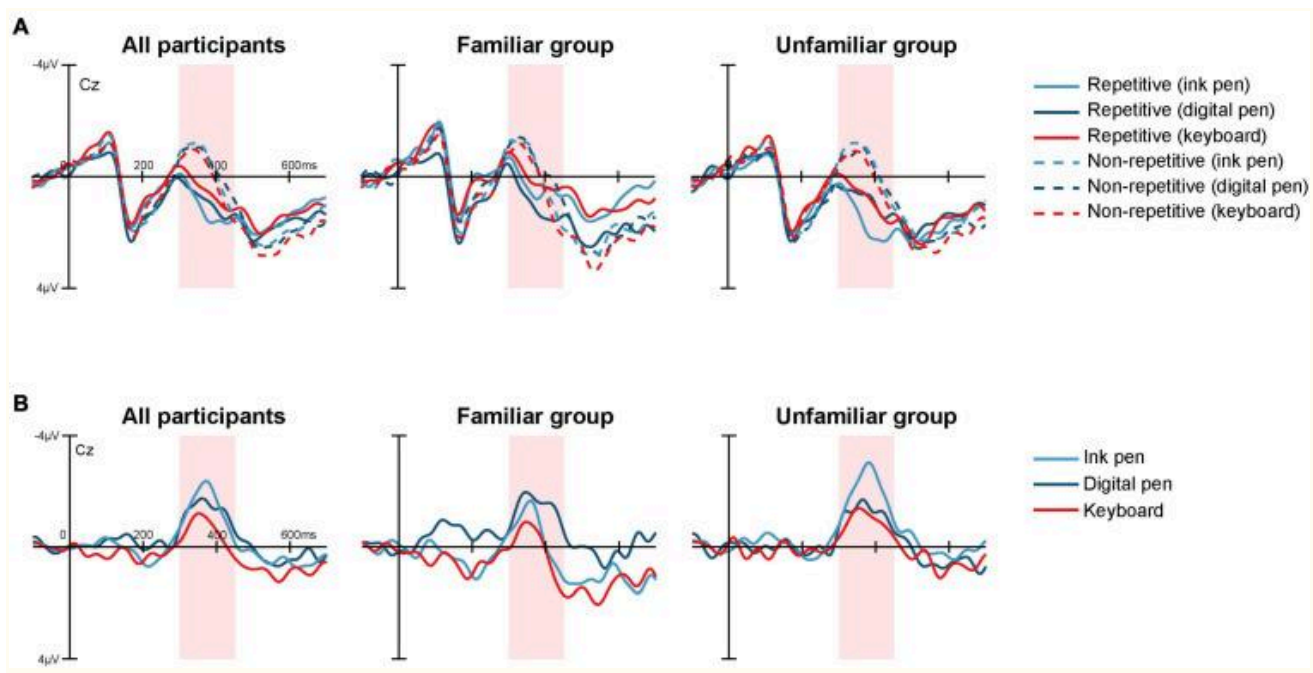 A
All participants
Familiar group
Unfamiliar group
-4μV
Cz
0
200
400
600ms
4μV
Repetitive (ink pen)
Repetitive (digital pen)
Repetitive (keyboard)
Non-repetitive (ink pen)
Non-repetitive (digital pen)
Non-repetitive (keyboard)
B
All participants
Familiar group
Unfamiliar group
-4μV
Cz
0
200
400
600ms
4μV
Ink pen
Digital pen
Keyboard